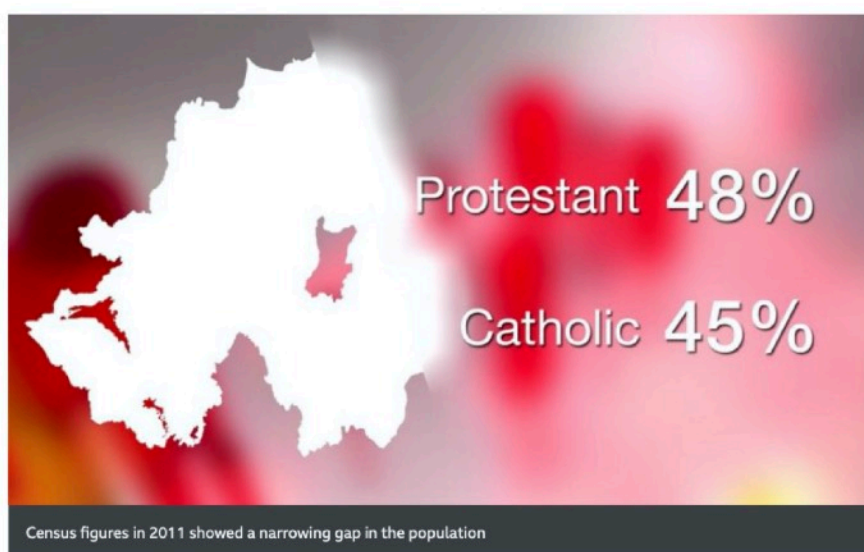 Protestant 48%
Catholic 45%
Census figures in 2011 showed a narrowing gap in the population